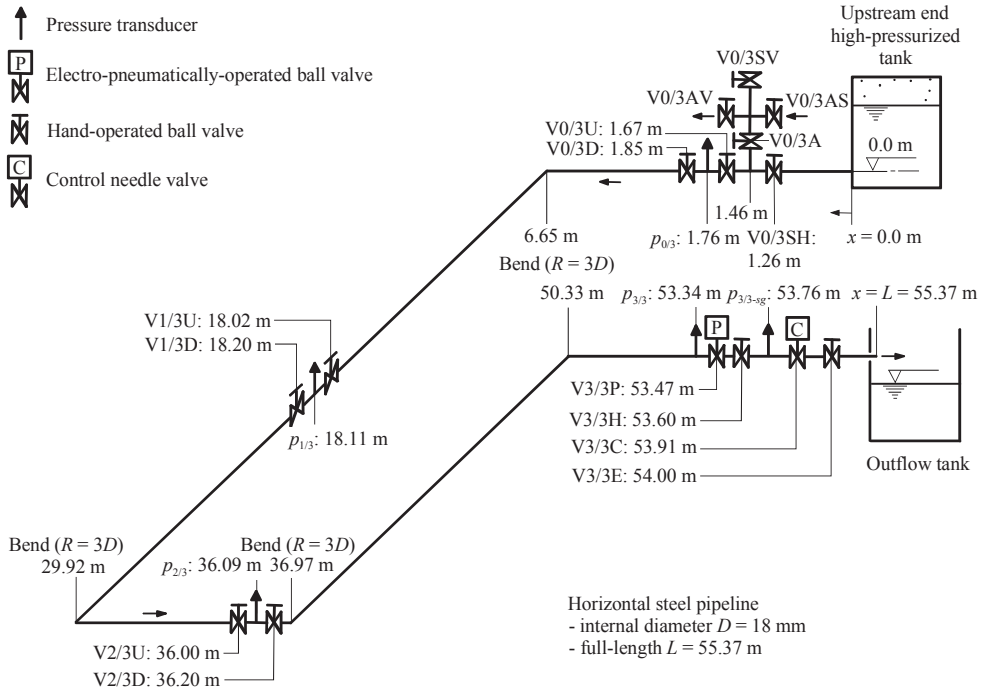 Pressure transducer
P
Electro-pneumatically-operated ball valve
Hand-operated ball valve
C
Control needle valve
Upstream end
high-pressurized
tank
V0/3SV
V0/3AV
V0/3AS
V0/3U: 1.67 m
V0/3A
V0/3D: 1.85 m
0.0 m
1.46 m
6.65 m
p0/3: 1.76 m
V0/3SH:
1.26 m
x = 0.0 m
Bend (R = 3D)
50.33 m
p3/3: 53.34 m
p3/3-sg: 53.76 m
x = L = 55.37 m
V1/3U: 18.02 m
V1/3D: 18.20 m
P
C
p1/3: 18.11 m
V3/3P: 53.47 m
V3/3H: 53.60 m
V3/3C: 53.91 m
V3/3E: 54.00 m
Outflow tank
Bend (R = 3D)
29.92 m
Bend (R = 3D)
p2/3: 36.09 m
36.97 m
V2/3U: 36.00 m
V2/3D: 36.20 m
Horizontal steel pipeline
- internal diameter D = 18 mm
- full-length L = 55.37 m